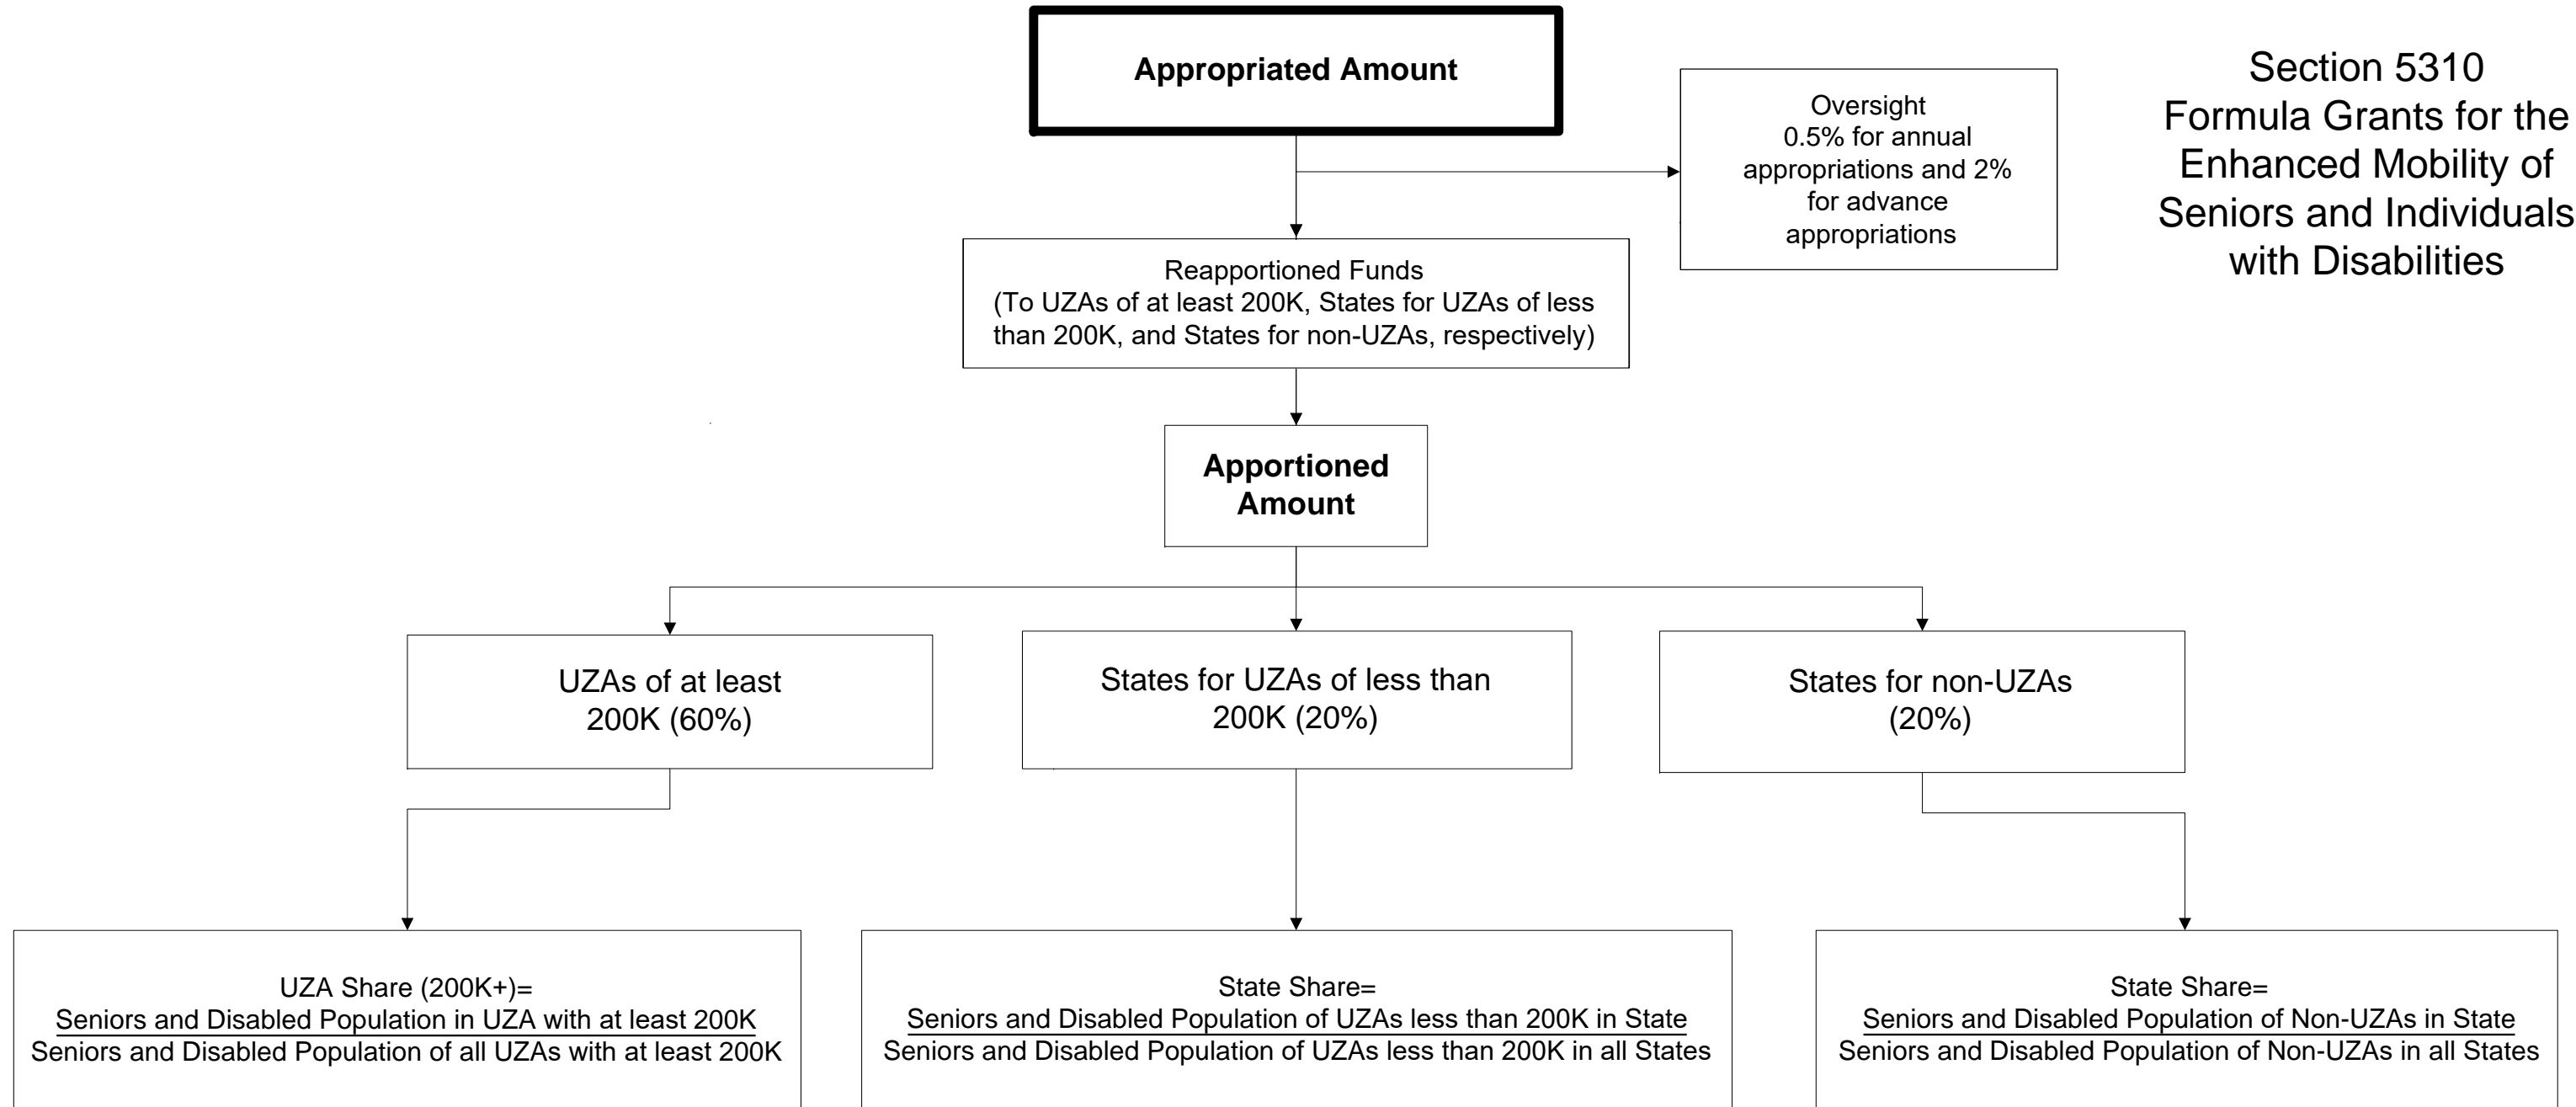 Appropriated Amount
Oversight
0.5% for annual
appropriations and 2%
for advance
appropriations
Section 5310
Formula Grants for the
Enhanced Mobility of
Seniors and Individuals
with Disabilities
Reapportioned Funds
(To UZAs of at least 200K, States for UZAs of less
than 200K, and States for non-UZAs, respectively)
Apportioned
Amount
UZAs of at least
200K (60%)
States for UZAs of less than
200K (20%)
States for non-UZAs
(20%)
UZA Share (200K+)=
Seniors and Disabled Population in UZA with at least 200K
Seniors and Disabled Population of all UZAs with at least 200K
State Share=
Seniors and Disabled Population of UZAs less than 200K in State
Seniors and Disabled Population of UZAs less than 200K in all States
State Share=
Seniors and Disabled Population of Non-UZAs in State
Seniors and Disabled Population of Non-UZAs in all States